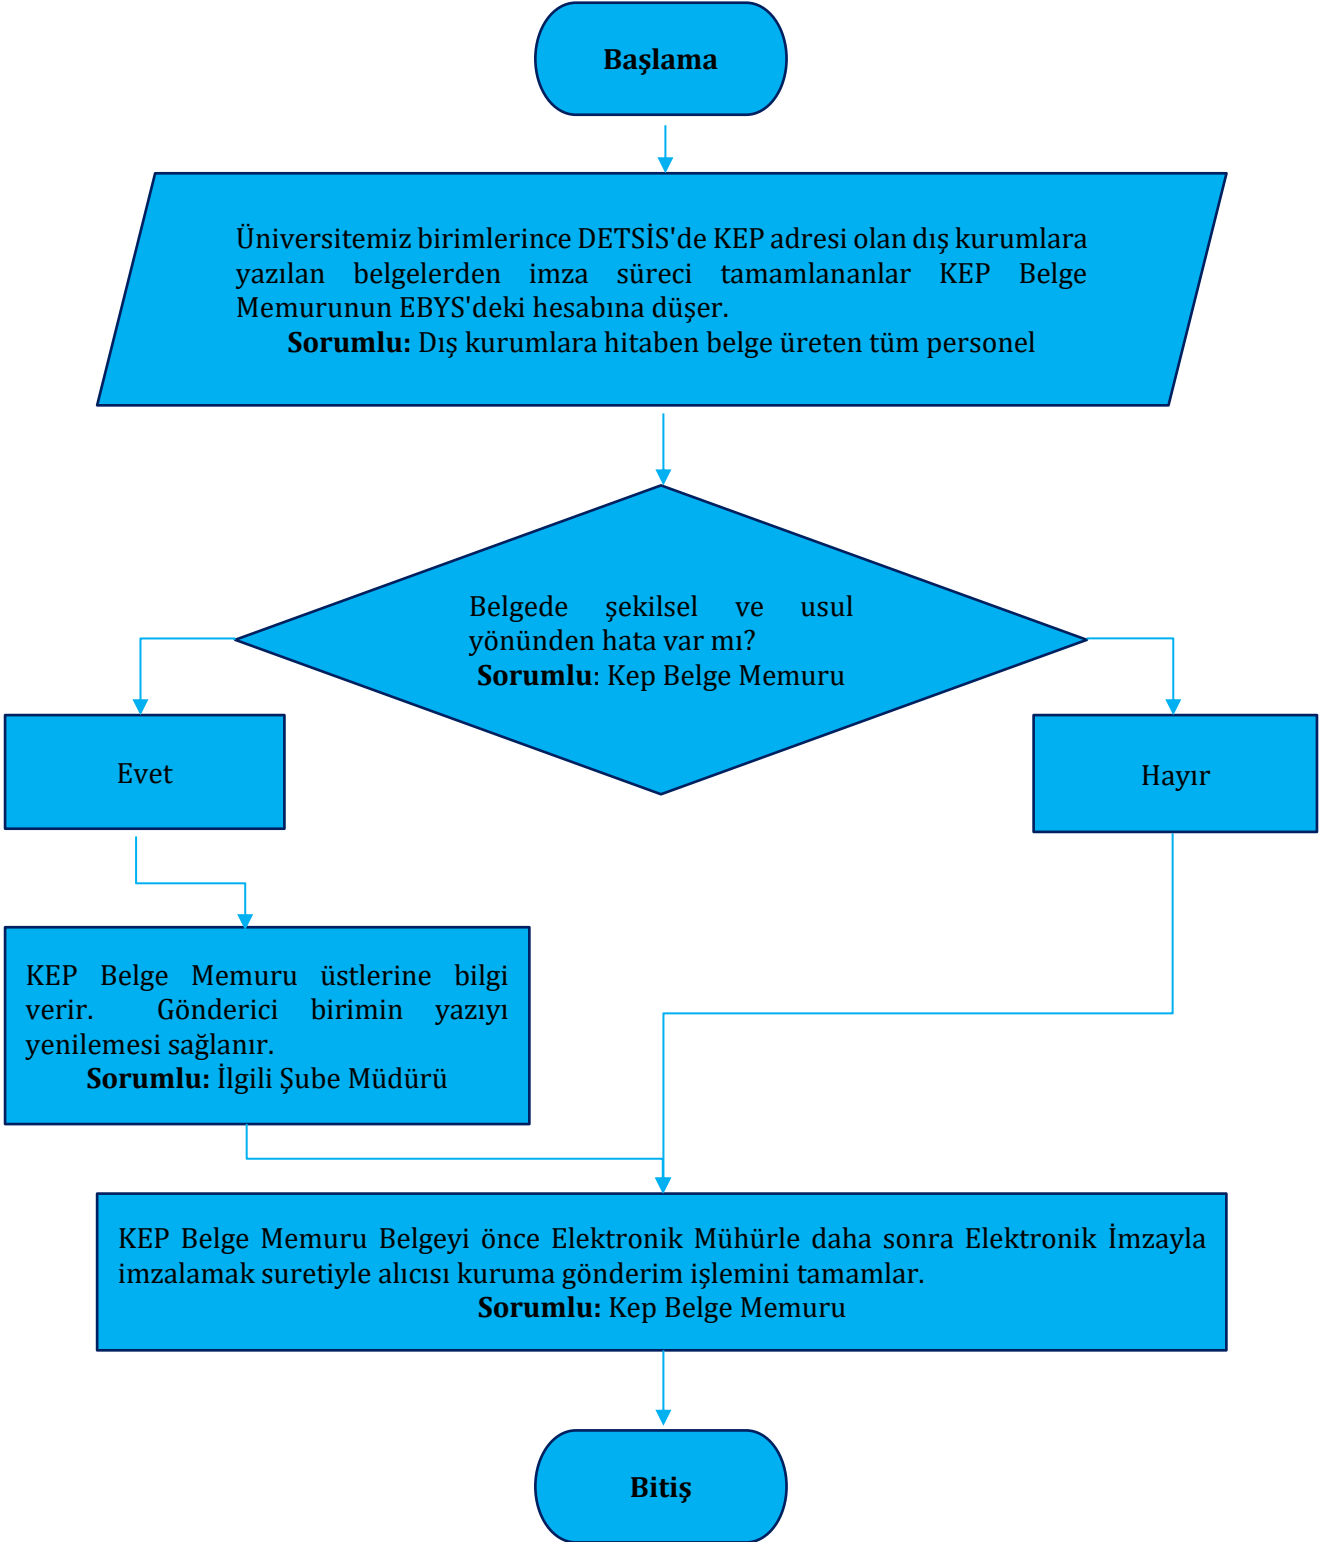 Başlama
Üniversitemiz birimlerince DETSİS'de KEP adresi olan dış kurumlara
yazılan belgelerden imza süreci tamamlananlar KEP Belge
Memurunun EBYS'deki hesabına düşer.
Sorumlu: Dış kurumlara hitaben belge üreten tüm personel
Belgede şekilsel ve usul
yönünden hata var mı?
Sorumlu: Kep Belge Memuru
Evet
Hayır
KEP Belge Memuru üstlerine bilgi
verir. Gönderici birimin yazıyı
yenilemesi sağlanır.
Sorumlu: İlgili Şube Müdürü
KEP Belge Memuru Belgeyi önce Elektronik Mühürle daha sonra Elektronik İmzayla
imzalamak suretiyle alıcısı kuruma gönderim işlemini tamamlar.
Sorumlu: Kep Belge Memuru
Bitiş